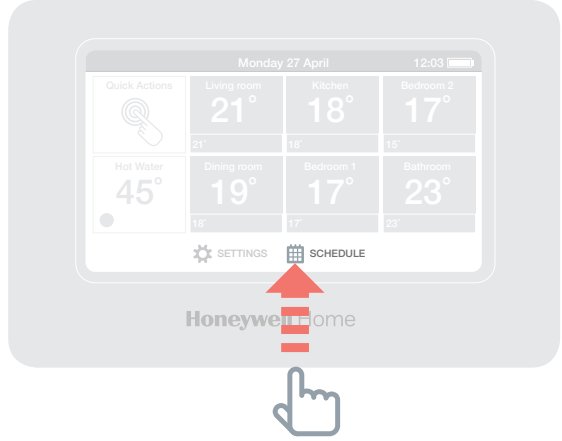 Monday 27 April 12:03
Quick Actions Living room Kitchen Bedroom 2
21° 18° 17°
21° 18° 15°
Hot Water Dining room Bedroom 1 Bathroom
45° 19° 17° 23°
18° 17° 23°
SETTINGS SCHEDULE
Honeywell Home